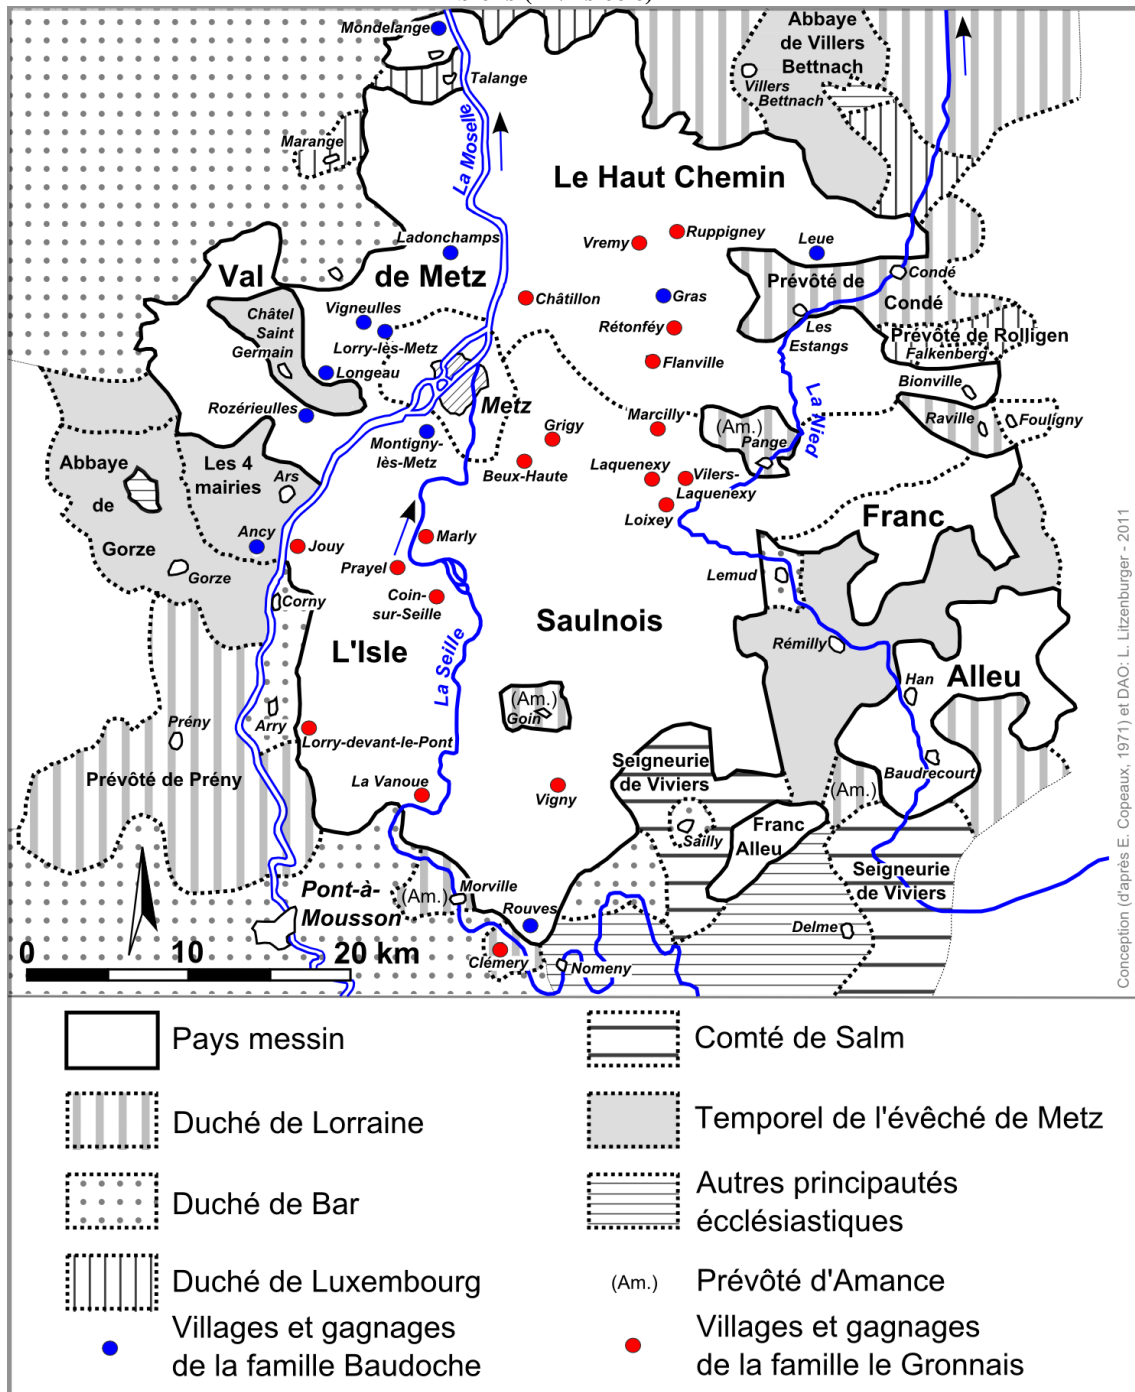 Mondelange
Talange
Marange
La Moselle
Abbaye
de Villers
Bettnach
Villers
Bettnach
Le Haut Chemin
Ladonchamps
Vremy
Ruppigney
Leue
Val
de Metz
Condé
Prévôté de
Condé
Châtillon
Gras
Châtel
Saint
Germain
Vigneulles
Lorry-lès-Metz
Rétonféy
Les
Estangs
Prévôté de Rolligen
Falkenberg
Longeau
Flanville
Bionville
Metz
La Nied
Rozérieulles
Marcilly
(Am.)
Pange
Raville
Fouligny
Grigy
Montigny-
lès-Metz
Beux-Haute
Laquenexy
Vilers-
Laquenexy
Loixey
Abbaye
de
Gorze
Les 4
mairies
Ars
Franc
Ancy
Jouy
Marly
Gorze
Prayel
Lemud
Corny
Coin-
sur-Seille
Saulnois
L'Isle
La Seille
Rémilly
Alleu
Han
(Am.)
Goin
Prény
Arry
Lorry-devant-le-Pont
Prévôté de Prény
La Vanoue
Vigny
Seigneurie
de Viviers
Baudrecourt
(Am.)
Sailly
Franc
Alleu
Seigneurie
de Viviers
Pont-à-
Mousson
(Am.)
Morville
Rouves
Delme
Clémery
Nomeny
0 10 20 km
Conception (d'après E. Copeaux, 1971) et DAO: L. Litzenburger - 2011
Pays messin
Duché de Lorraine
Duché de Bar
Duché de Luxembourg
Villages et gagnages
de la famille Baudoche
Comté de Salm
Temporel de l'évêché de Metz
Autres principautés
écclésiastiques
(Am.) Prévôté d'Amance
Villages et gagnages
de la famille le Gronnais